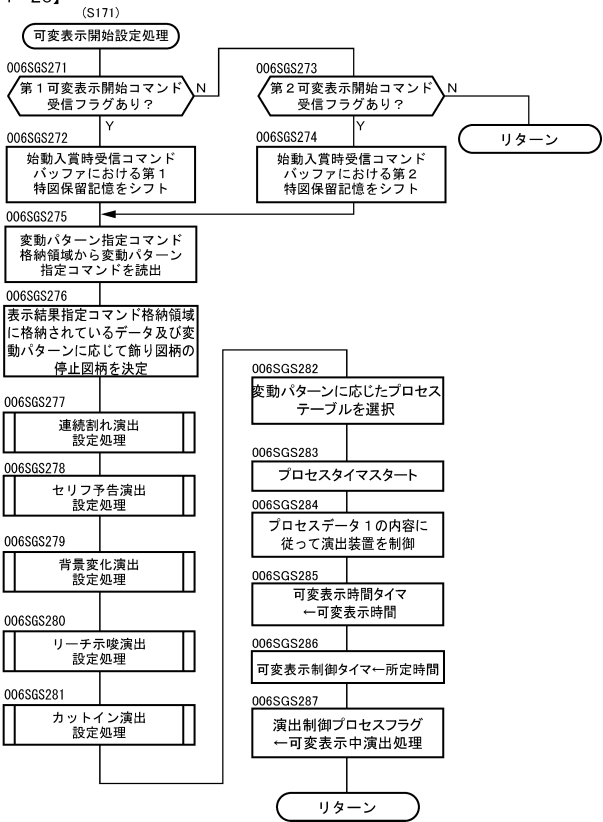 (S171)
可変表示開始設定処理
006SGS271
第1可変表示開始コマンド
受信フラグあり?
N
Y
006SGS273
第2可変表示開始コマンド
受信フラグあり?
N
Y
リターン
006SGS272
始動入賞時受信コマンド
バッファにおける第1
特図保留記憶をシフト
006SGS274
始動入賞時受信コマンド
バッファにおける第2
特図保留記憶をシフト
006SGS275
変動パターン指定コマンド
格納領域から変動パターン
指定コマンドを読出
006SGS276
表示結果指定コマンド格納領域
に格納されているデータ及び変
動パターンに応じて飾り図柄の
停止図柄を決定
006SGS277
連続割れ演出
設定処理
006SGS278
セリフ予告演出
設定処理
006SGS279
背景変化演出
設定処理
006SGS280
リーチ示唆演出
設定処理
006SGS281
カットイン演出
設定処理
006SGS282
変動パターンに応じたプロセス
テーブルを選択
006SGS283
プロセスタイマスタート
006SGS284
プロセスデータ1の内容に
従って演出装置を制御
006SGS285
可変表示時間タイマ
←可変表示時間
006SGS286
可変表示制御タイマ←所定時間
006SGS287
演出制御プロセスフラグ
←可変表示中演出処理
リターン